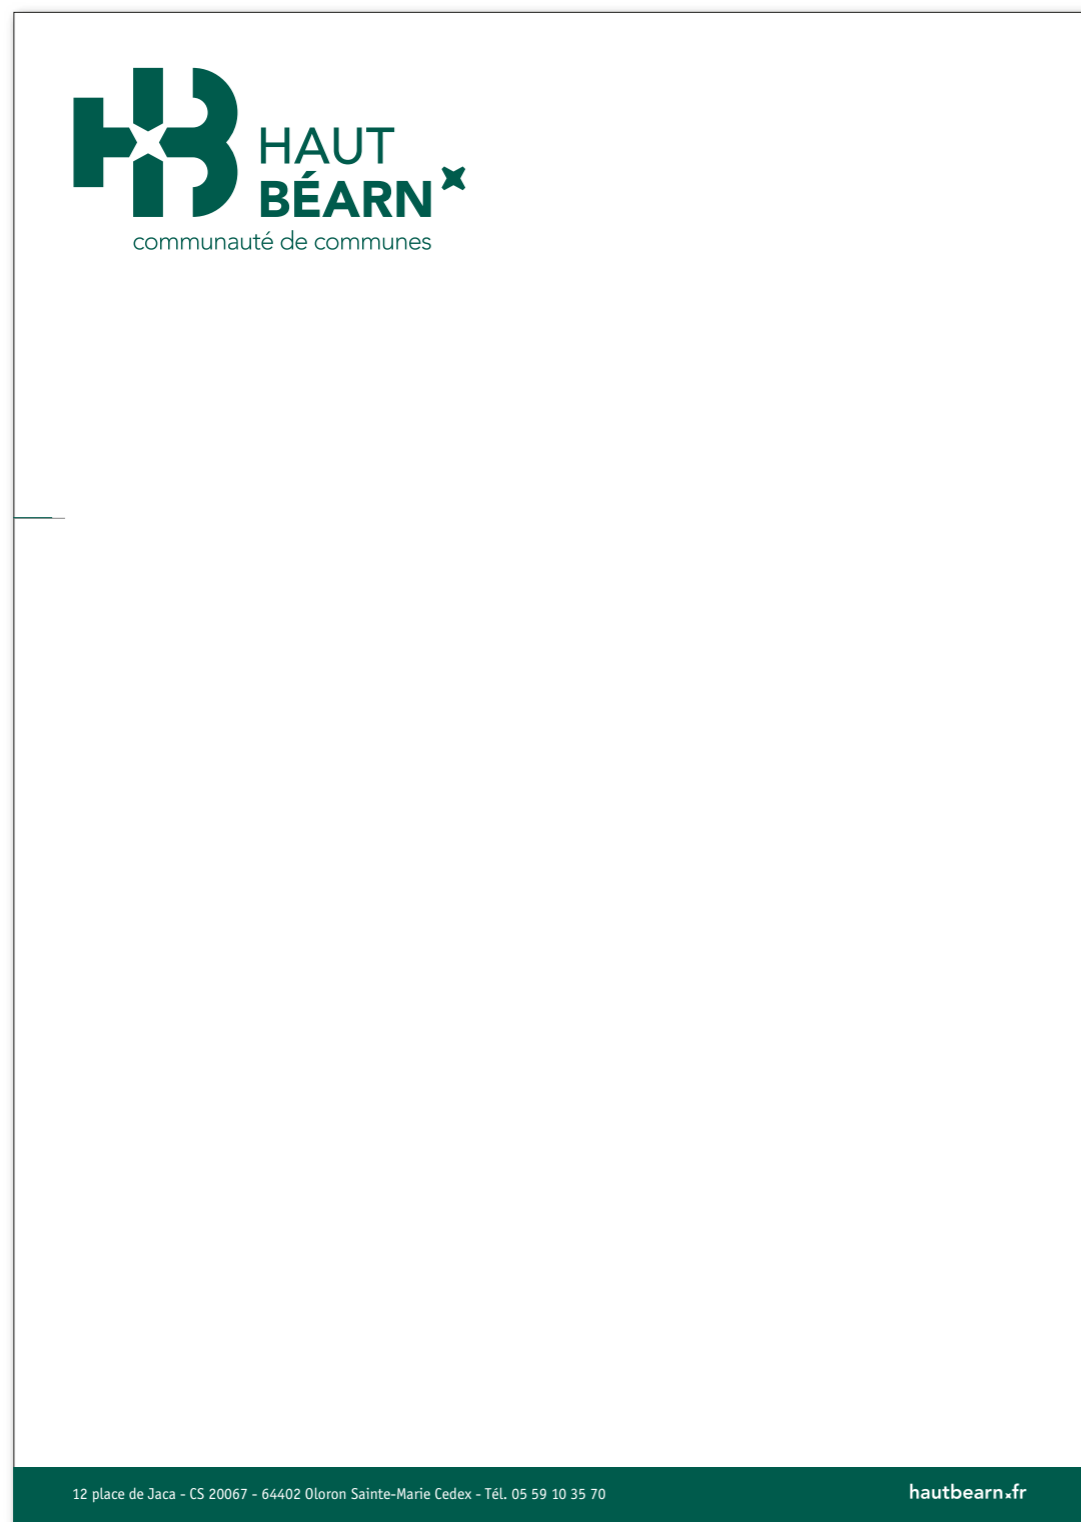 HAUT
BÉARN
communauté de communes
12 place de Jaca - CS 20067 - 64402 Oloron Sainte-Marie Cedex - Tél. 05 59 10 35 70
hautbearn×fr